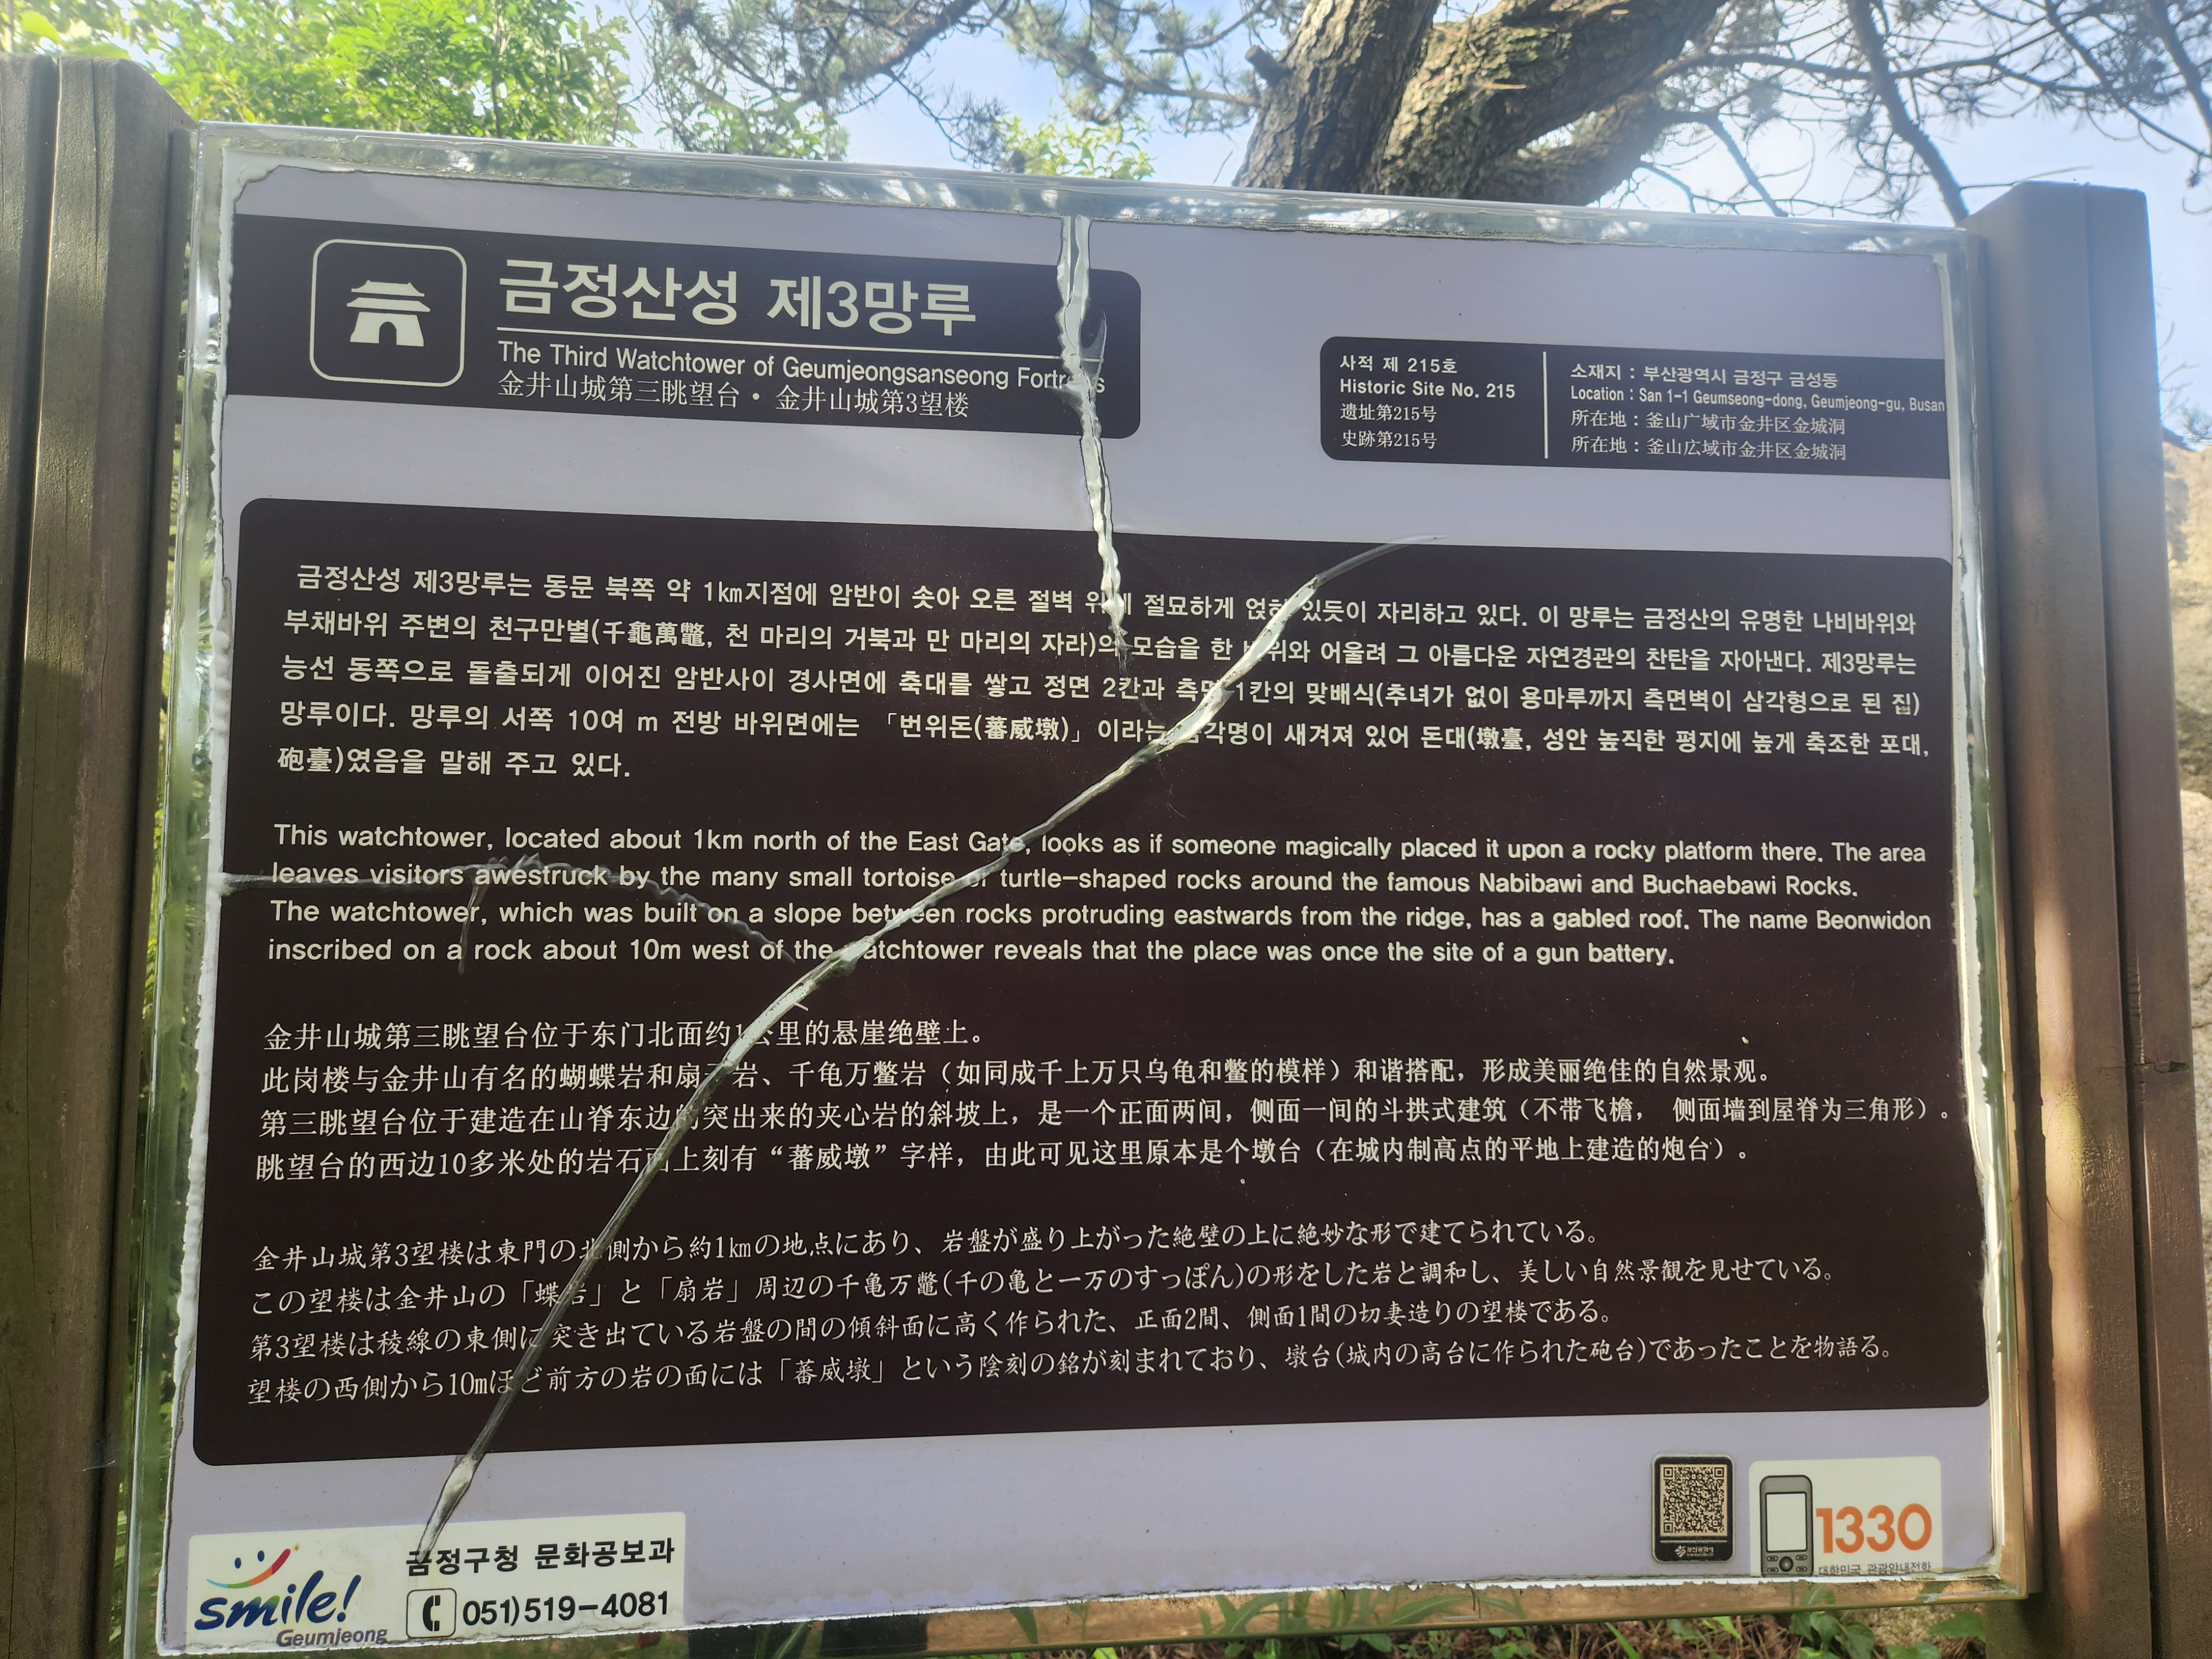 금정산성 제3망루
The Third Watchtower of Geumjeongsanseong Fortress
金井山城第三眺望台・金井山城第3望楼
사적 제 215호
Historic Site No. 215
遗址第215号
史跡第215号
소재지 : 부산광역시 금정구 금성동
Location : San 1-1 Geumseong-dong, Geumjeong-gu, Busan
所在地 : 釜山广域市金井区金城洞
所在地 : 釜山広域市金井区金城洞
금정산성 제3망루는 동문 북쪽 약 1㎞지점에 암반이 솟아 오른 절벽 위에 절묘하게 얹혀 있듯이 자리하고 있다. 이 망루는 금정산의 유명한 나비바위와
부채바위 주변의 천구만별(千龜萬鼈, 천 마리의 거북과 만 마리의 자라)의 모습을 한 바위와 어울려 그 아름다운 자연경관의 찬탄을 자아낸다. 제3망루는
능선 동쪽으로 돌출되게 이어진 암반사이 경사면에 축대를 쌓고 정면 2칸과 측면 1칸의 맞배식(추녀가 없이 용마루까지 측면벽이 삼각형으로 된 집)
망루이다. 망루의 서쪽 10여 m 전방 바위면에는 「번위돈(蕃威墩)」이라는 음각명이 새겨져 있어 돈대(墩臺, 성안 높직한 평지에 높게 축조한 포대,
砲臺)였음을 말해 주고 있다.
This watchtower, located about 1km north of the East Gate, looks as if someone magically placed it upon a rocky platform there. The area
leaves visitors awestruck by the many small tortoise or turtle-shaped rocks around the famous Nabibawi and Buchaebawi Rocks.
The watchtower, which was built on a slope between rocks protruding eastwards from the ridge, has a gabled roof. The name Beonwidon
inscribed on a rock about 10m west of the watchtower reveals that the place was once the site of a gun battery.
金井山城第三眺望台位于东门北面约1公里的悬崖绝壁上。
此岗楼与金井山有名的蝴蝶岩和扇子岩、千龟万鳖岩（如同成千上万只乌龟和鳖的模样）和谐搭配，形成美丽绝佳的自然景观。
第三眺望台位于建造在山脊东边的突出来的夹心岩的斜坡上，是一个正面两间，侧面一间的斗拱式建筑（不带飞檐， 侧面墙到屋脊为三角形）。
眺望台的西边10多米处的岩石面上刻有“蕃威墩”字样，由此可见这里原本是个墩台（在城内制高点的平地上建造的炮台）。
金井山城第3望楼は東門の北側から約1㎞の地点にあり、岩盤が盛り上がった絶壁の上に絶妙な形で建てられている。
この望楼は金井山の「蝶岩」と「扇岩」周辺の千亀万鼈(千の亀と一万のすっぽん)の形をした岩と調和し、美しい自然景観を見せている。
第3望楼は稜線の東側に突き出ている岩盤の間の傾斜面に高く作られた、正面2間、側面1間の切妻造りの望楼である。
望楼の西側から10mほど前方の岩の面には「蕃威墩」という陰刻の銘が刻まれており、墩台(城内の高台に作られた砲台)であったことを物語る。
smile!
Geumjeong
금정구청 문화공보과
051)519-4081
부산광역시
1330
대한민국 관광안내전화